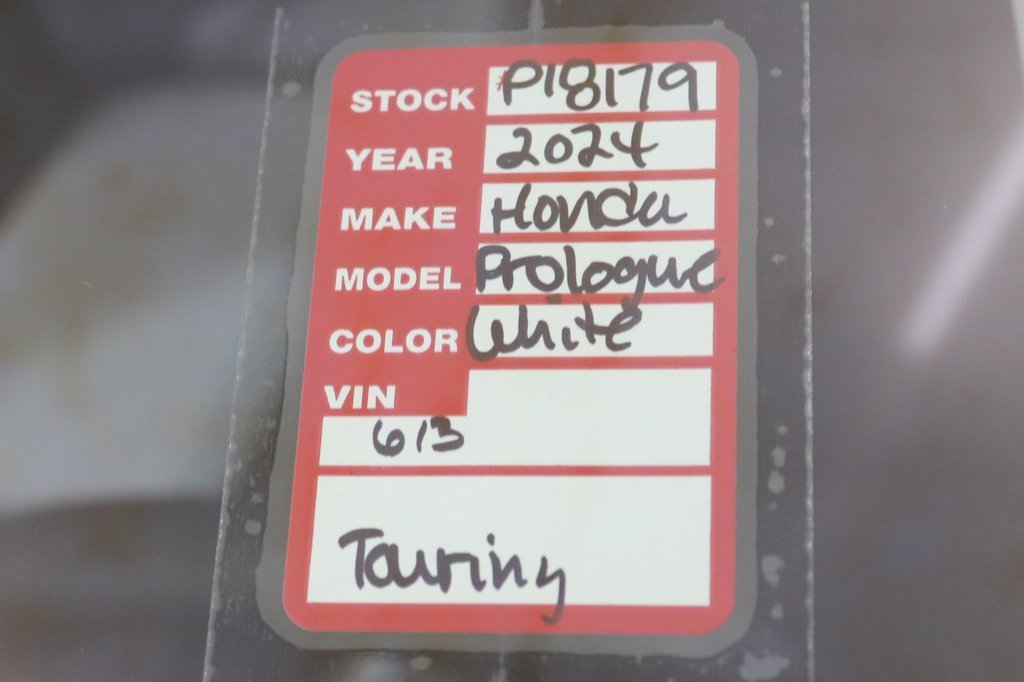 STOCK P18179
YEAR 2024
MAKE Honda
MODEL Prologue
COLOR White
VIN
613
Touring